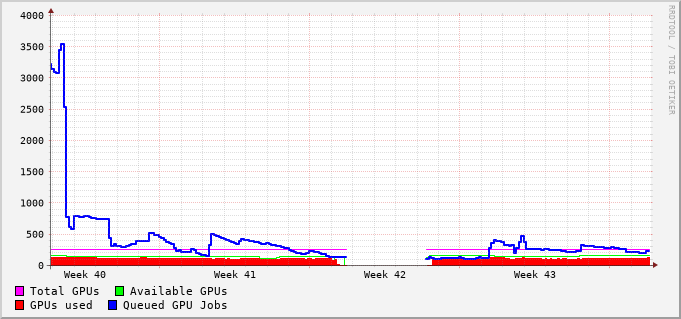 4000
3500
3000
2500
2000
1500
1000
500
0
Week 40 Week 41 Week 42 Week 43
Total GPUs Available GPUs
GPUs used Queued GPU Jobs
RRDTOOL / TOBI OETIKER